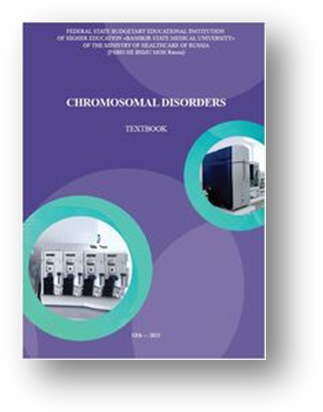 FEDERAL STATE BUDGETARY EDUCATIONAL INSTITUTION
OF HIGHER EDUCATION «BASHKIR STATE MEDICAL UNIVERSITY»
OF THE MINISTRY OF HEALTHCARE OF RUSSIA
(FSBEI HE BSMU MOH Russia)
CHROMOSOMAL DISORDERS
TEXTBOOK
UFA —